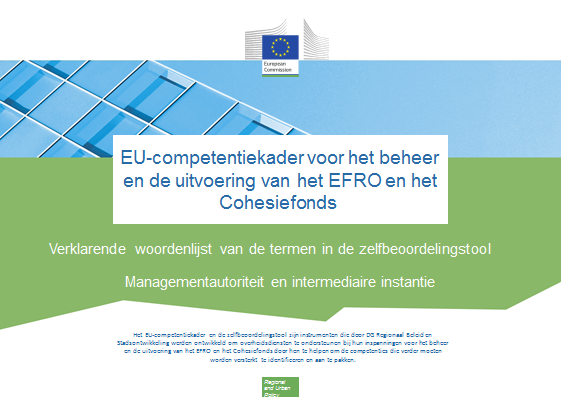 European
Commission
EU-competentiekader voor het beheer
en de uitvoering van het EFRO en het
Cohesiefonds
Verklarende woordenlijst van de termen in de zelfbeoordelingstool
Managementautoriteit en intermediaire instantie
Het EU-competentiekader en de zelfbeoordelingstool zijn instrumenten die door DG Regionaal Beleid en
Stadsontwikkeling werden ontwikkeld om overheidsdiensten te ondersteunen bij hun inspanningen voor het beheer
en de uitvoering van het EFRO en het Cohesiefonds door hen te helpen om de competenties die verder moeten
worden versterkt te identificeren en aan te pakken.
Regional
and Urban
Policy